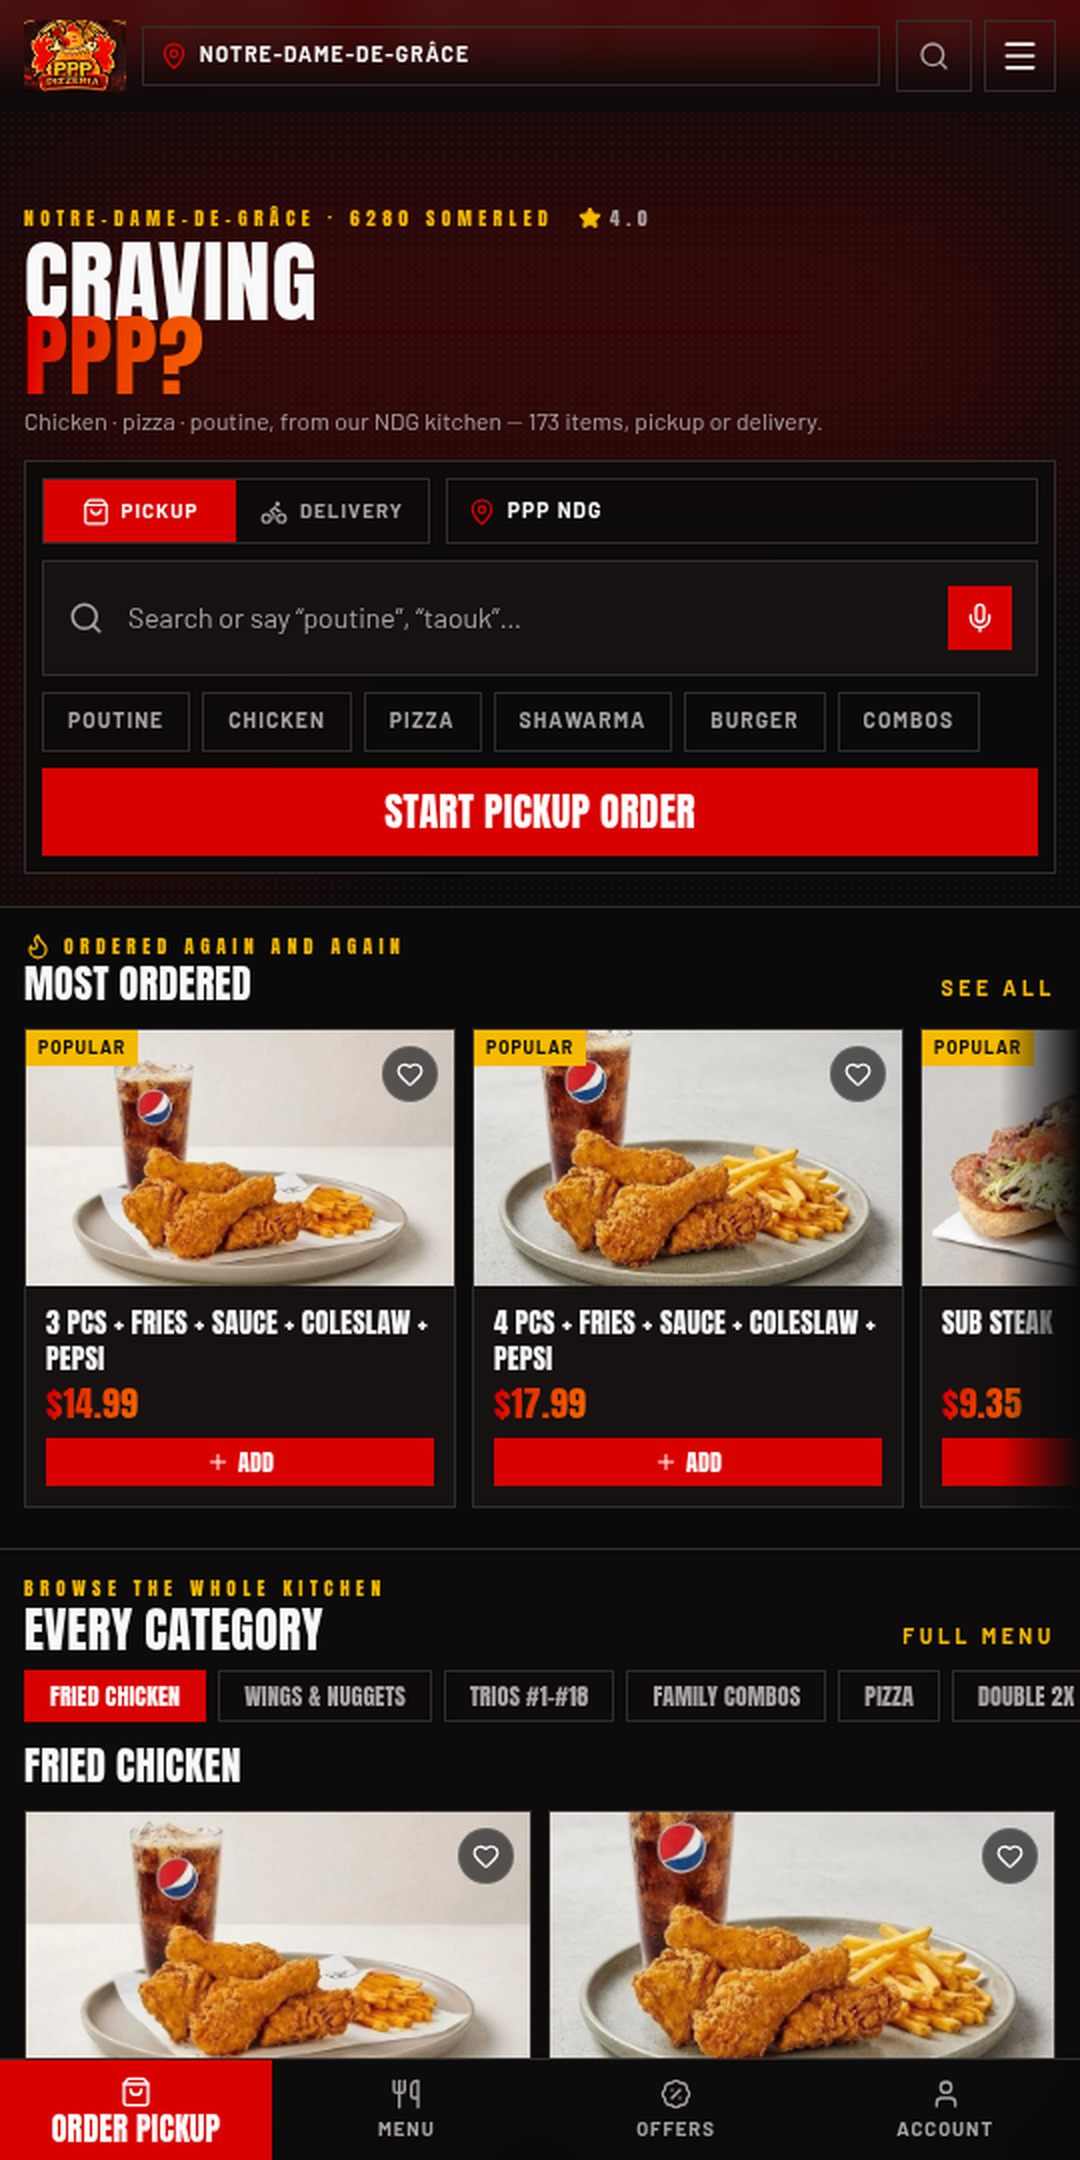 PPP
PIZZERIA
NOTRE-DAME-DE-GRÂCE
NOTRE-DAME-DE-GRÂCE · 6280 SOMERLED 4.0
CRAVING
PPP?
Chicken · pizza · poutine, from our NDG kitchen — 173 items, pickup or delivery.
PICKUP
DELIVERY
PPP NDG
Search or say “poutine”, “taouk”...
POUTINE
CHICKEN
PIZZA
SHAWARMA
BURGER
COMBOS
START PICKUP ORDER
ORDERED AGAIN AND AGAIN
MOST ORDERED
SEE ALL
POPULAR
POPULAR
POPULAR
3 PCS + FRIES + SAUCE + COLESLAW +
PEPSI
$14.99
+ ADD
4 PCS + FRIES + SAUCE + COLESLAW +
PEPSI
$17.99
+ ADD
SUB STEAK
$9.35
BROWSE THE WHOLE KITCHEN
EVERY CATEGORY
FULL MENU
FRIED CHICKEN
WINGS & NUGGETS
TRIOS #1-#18
FAMILY COMBOS
PIZZA
DOUBLE 2X
FRIED CHICKEN
ORDER PICKUP
MENU
OFFERS
ACCOUNT